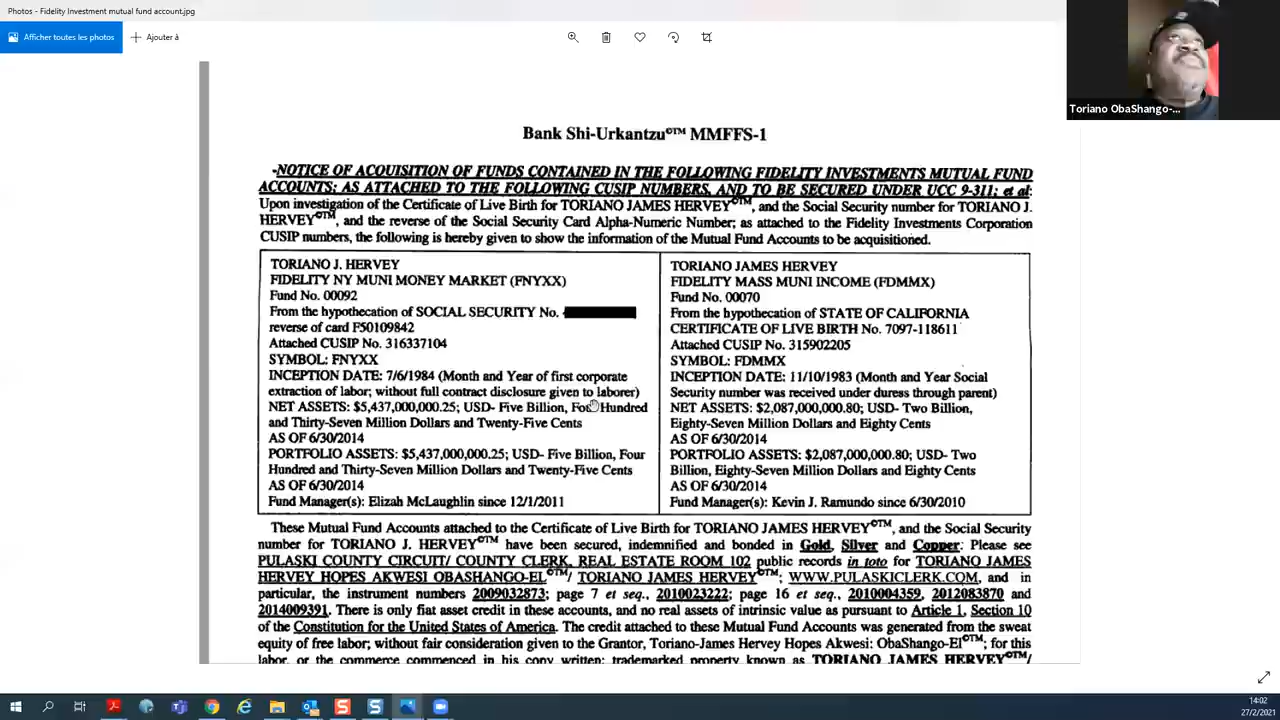 Photos - Fidelity Investment mutual fund account.jpg
Afficher toutes les photos
Ajouter à
Toriano ObaShango-...
Bank Shi-Urkantzu©™ MMFFS-1
-NOTICE OF ACQUISITION OF FUNDS CONTAINED IN THE FOLLOWING FIDELITY INVESTMENTS MUTUAL FUND
ACCOUNTS; AS ATTACHED TO THE FOLLOWING CUSIP NUMBERS, AND TO BE SECURED UNDER UCC 9-311; et al:
Upon investigation of the Certificate of Live Birth for TORIANO JAMES HERVEY©™, and the Social Security number for TORIANO J.
HERVEY©™, and the reverse of the Social Security Card Alpha-Numeric Number; as attached to the Fidelity Investments Corporation
CUSIP numbers, the following is hereby given to show the information of the Mutual Fund Accounts to be acquisitioned.
TORIANO J. HERVEY
FIDELITY NY MUNI MONEY MARKET (FNYXX)
Fund No. 00092
From the hypothecation of SOCIAL SECURITY No.
reverse of card F50109842
Attached CUSIP No. 316337104
SYMBOL: FNYXX
INCEPTION DATE: 7/6/1984 (Month and Year of first corporate
extraction of labor; without full contract disclosure given to laborer)
NET ASSETS: $5,437,000,000.25; USD- Five Billion, Four Hundred
and Thirty-Seven Million Dollars and Twenty-Five Cents
AS OF 6/30/2014
PORTFOLIO ASSETS: $5,437,000,000.25; USD- Five Billion, Four
Hundred and Thirty-Seven Million Dollars and Twenty-Five Cents
AS OF 6/30/2014
Fund Manager(s): Elizah McLaughlin since 12/1/2011
TORIANO JAMES HERVEY
FIDELITY MASS MUNI INCOME (FDMMX)
Fund No. 00070
From the hypothecation of STATE OF CALIFORNIA
CERTIFICATE OF LIVE BIRTH No. 7097-118611
Attached CUSIP No. 315902205
SYMBOL: FDMMX
INCEPTION DATE: 11/10/1983 (Month and Year Social
Security number was received under duress through parent)
NET ASSETS: $2,087,000,000.80; USD- Two Billion,
Eighty-Seven Million Dollars and Eighty Cents
AS OF 6/30/2014
PORTFOLIO ASSETS: $2,087,000,000.80; USD- Two
Billion, Eighty-Seven Million Dollars and Eighty Cents
AS OF 6/30/2014
Fund Manager(s): Kevin J. Ramundo since 6/30/2010
These Mutual Fund Accounts attached to the Certificate of Live Birth for TORIANO JAMES HERVEY©™, and the Social Security
number for TORIANO J. HERVEY©™ have been secured, indemnified and bonded in Gold, Silver and Copper: Please see
PULASKI COUNTY CIRCUIT/ COUNTY CLERK, REAL ESTATE ROOM 102 public records in toto for TORIANO JAMES
HERVEY HOPES AKWESI OBASHANGO-EL©™/ TORIANO JAMES HERVEY©™; WWW.PULASKICLERK.COM, and in
particular, the instrument numbers 2009032873; page 7 et seq., 2010023222; page 16 et seq., 2010004359, 2012083870 and
2014009391. There is only fiat asset credit in these accounts, and no real assets of intrinsic value as pursuant to Article 1, Section 10
of the Constitution for the United States of America. The credit attached to these Mutual Fund Accounts was generated from the sweat
equity of free labor; without fair consideration given to the Grantor, Toriano-James Hervey Hopes Akwesi: ObaShango-El©™; for this
labor, or the commerce commenced in his copy written; trademarked property known as TORIANO JAMES HERVEY©™/
14:02
27/2/2021